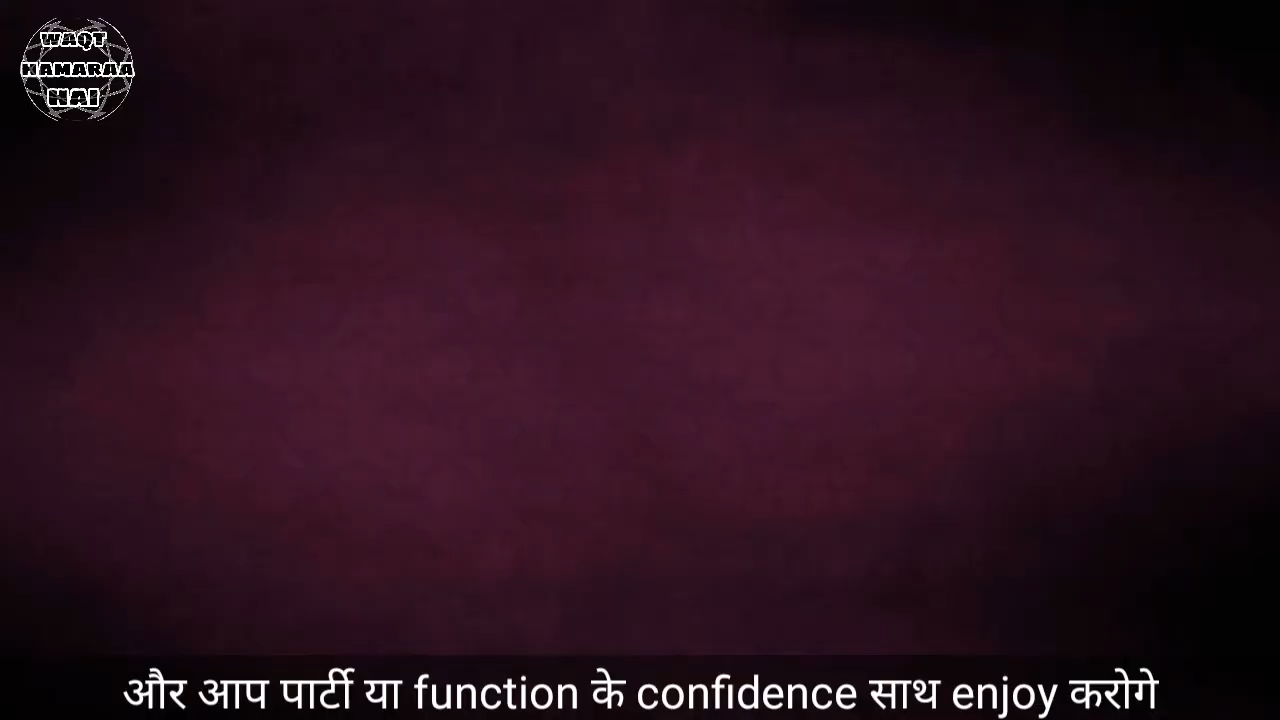 WAQT
HAMARAA
HAI
और आप पार्टी या function के confidence साथ enjoy करोगे